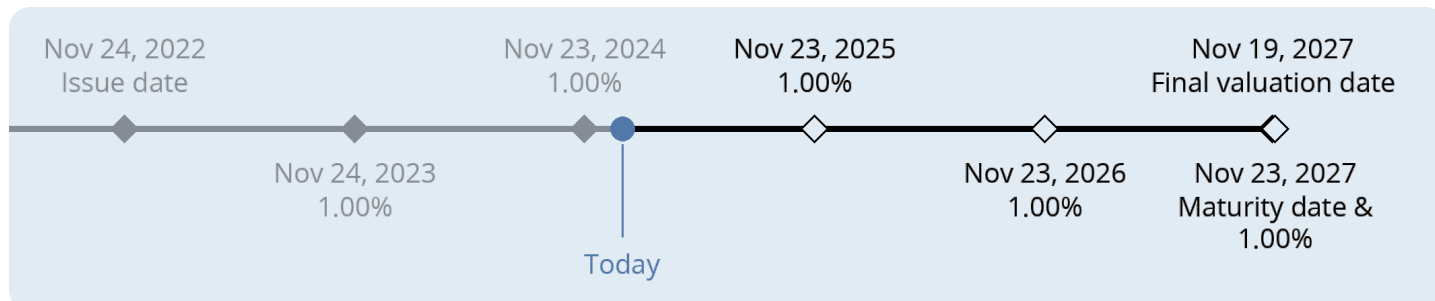 Nov 24, 2022
Issue date
Nov 24, 2023
1.00%
Nov 23, 2024
1.00%
Today
Nov 23, 2025
1.00%
Nov 23, 2026
1.00%
Nov 19, 2027
Final valuation date
Nov 23, 2027
Maturity date &
1.00%